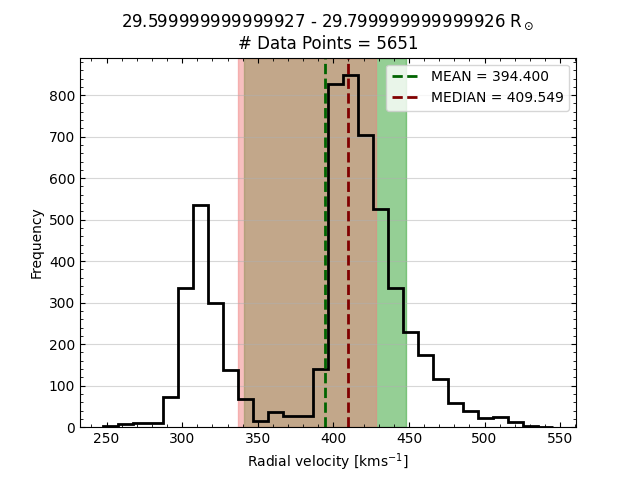 29.599999999999927 - 29.799999999999926 R⊙
# Data Points = 5651
MEAN = 394.400
MEDIAN = 409.549
Frequency
800
700
600
500
400
300
200
100
0
250 300 350 400 450 500 550
Radial velocity [kms⁻¹]